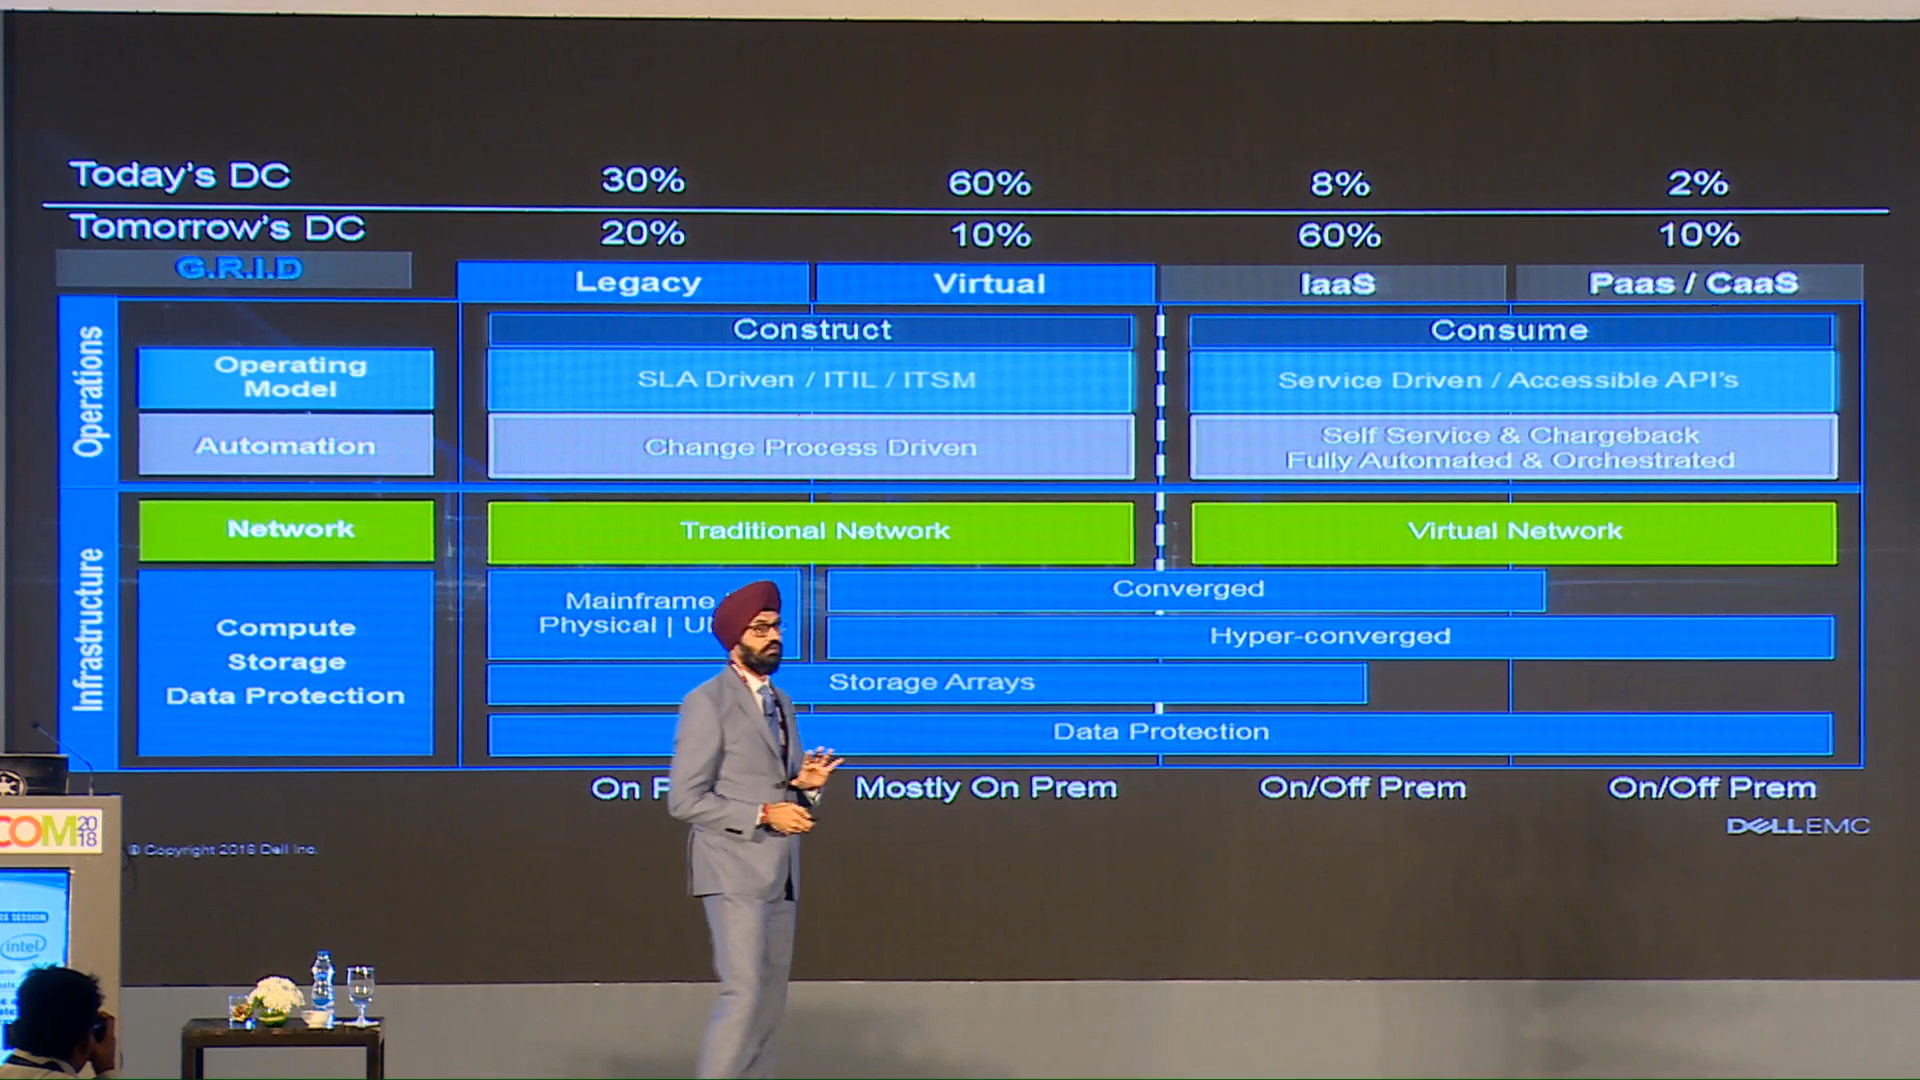 Today's DC 30% 60% 8% 2%
Tomorrow's DC 20% 10% 60% 10%
G.R.I.D Legacy Virtual IaaS Paas / CaaS
Operations
Construct Consume
Operating
Model
SLA Driven / ITIL / ITSM Service Driven / Accessible API's
Automation Change Process Driven
Self Service & Chargeback
Fully Automated & Orchestrated
Infrastructure
Network Traditional Network Virtual Network
Compute
Storage
Data Protection
Mainframe
Physical |
Converged
Hyper-converged
Storage Arrays
Data Protection
On Mostly On Prem On/Off Prem On/Off Prem
DELLEMC
© Copyright 2018 Dell Inc.
COM 20
18
SESSION
intel